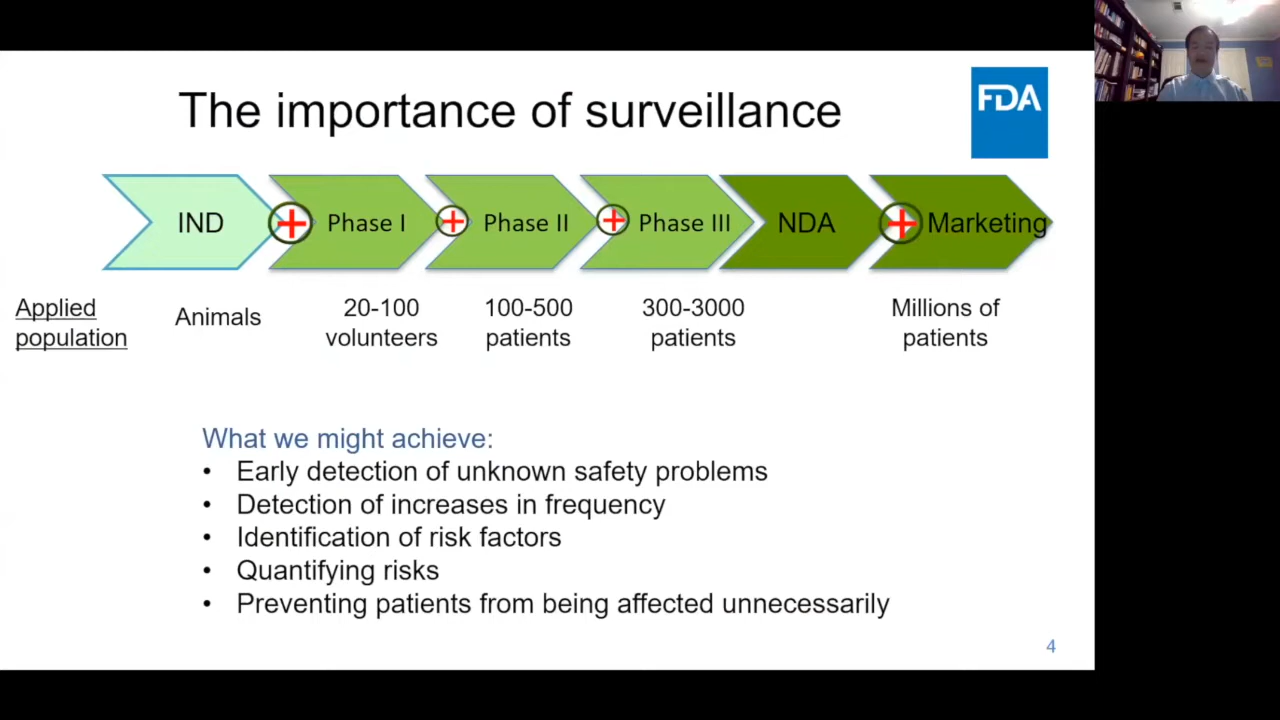 The importance of surveillance
FDA
IND
Phase I
Phase II
Phase III
NDA
Marketing
Applied
population
Animals
20-100
volunteers
100-500
patients
300-3000
patients
Millions of
patients
What we might achieve:
• Early detection of unknown safety problems
• Detection of increases in frequency
• Identification of risk factors
• Quantifying risks
• Preventing patients from being affected unnecessarily
4